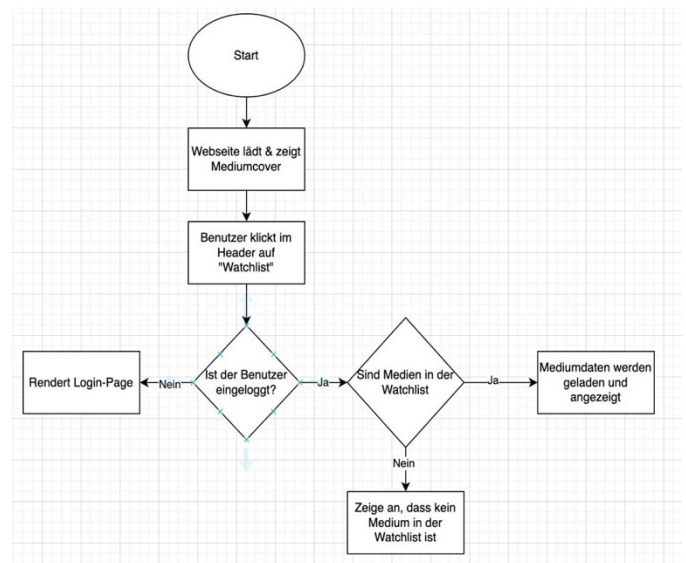 Start
Webseite lädt & zeigt
Mediumcover
Benutzer klickt im
Header auf
"Watchlist"
Ist der Benutzer
eingeloggt?
Nein
Rendert Login-Page
Ja
Sind Medien in der
Watchlist
Ja
Mediumdaten werden
geladen und
angezeigt
Nein
Zeige an, dass kein
Medium in der
Watchlist ist